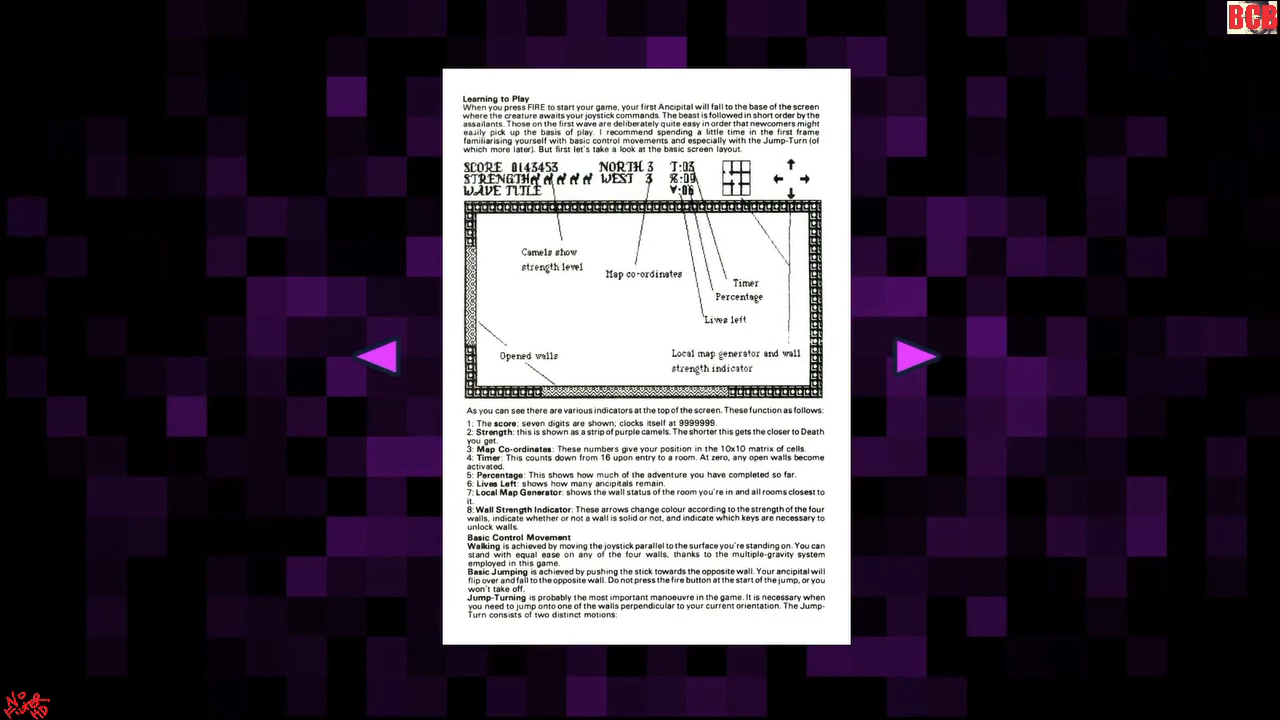 BCB
Learning to Play
When you press FIRE to start your game, your first Ancipital will fall to the base of the screen
where the creature awaits your joystick commands. The beast is followed in short order by the
assailants. Those on the first wave are deliberately quite easy in order that newcomers might
easily pick up the basis of play. I recommend spending a little time in the first frame
familiarising yourself with basic control movements and especially with the Jump-Turn (of
which more later). But first let's take a look at the basic screen layout.
SCORE 0143453 NORTH 3 T:03
STRENGTH WEST 3 %:09
WAVE TITLE V:06
Camels show
strength level
Map co-ordinates
Timer
Percentage
Lives left
Opened walls
Local map generator and wall
strength indicator
As you can see there are various indicators at the top of the screen. These function as follows:
1: The score: seven digits are shown; clocks itself at 9999999.
2: Strength: this is shown as a strip of purple camels. The shorter this gets the closer to Death
you get.
3: Map Co-ordinates: These numbers give your position in the 10x10 matrix of cells.
4: Timer: This counts down from 16 upon entry to a room. At zero, any open walls become
activated.
5: Percentage: This shows how much of the adventure you have completed so far.
6: Lives Left: shows how many ancipitals remain.
7: Local Map Generator: shows the wall status of the room you're in and all rooms closest to
it.
8: Wall Strength Indicator: These arrows change colour according to the strength of the four
walls, indicate whether or not a wall is solid or not, and indicate which keys are necessary to
unlock walls.
Basic Control Movement
Walking is achieved by moving the joystick parallel to the surface you're standing on. You can
stand with equal ease on any of the four walls, thanks to the multiple-gravity system
employed in this game.
Basic Jumping is achieved by pushing the stick towards the opposite wall. Your ancipital will
flip over and fall to the opposite wall. Do not press the fire button at the start of the jump, or you
won't take off.
Jump-Turning is probably the most important manoeuvre in the game. It is necessary when
you need to jump onto one of the walls perpendicular to your current orientation. The Jump-
Turn consists of two distinct motions:
NO
FILTER
HD